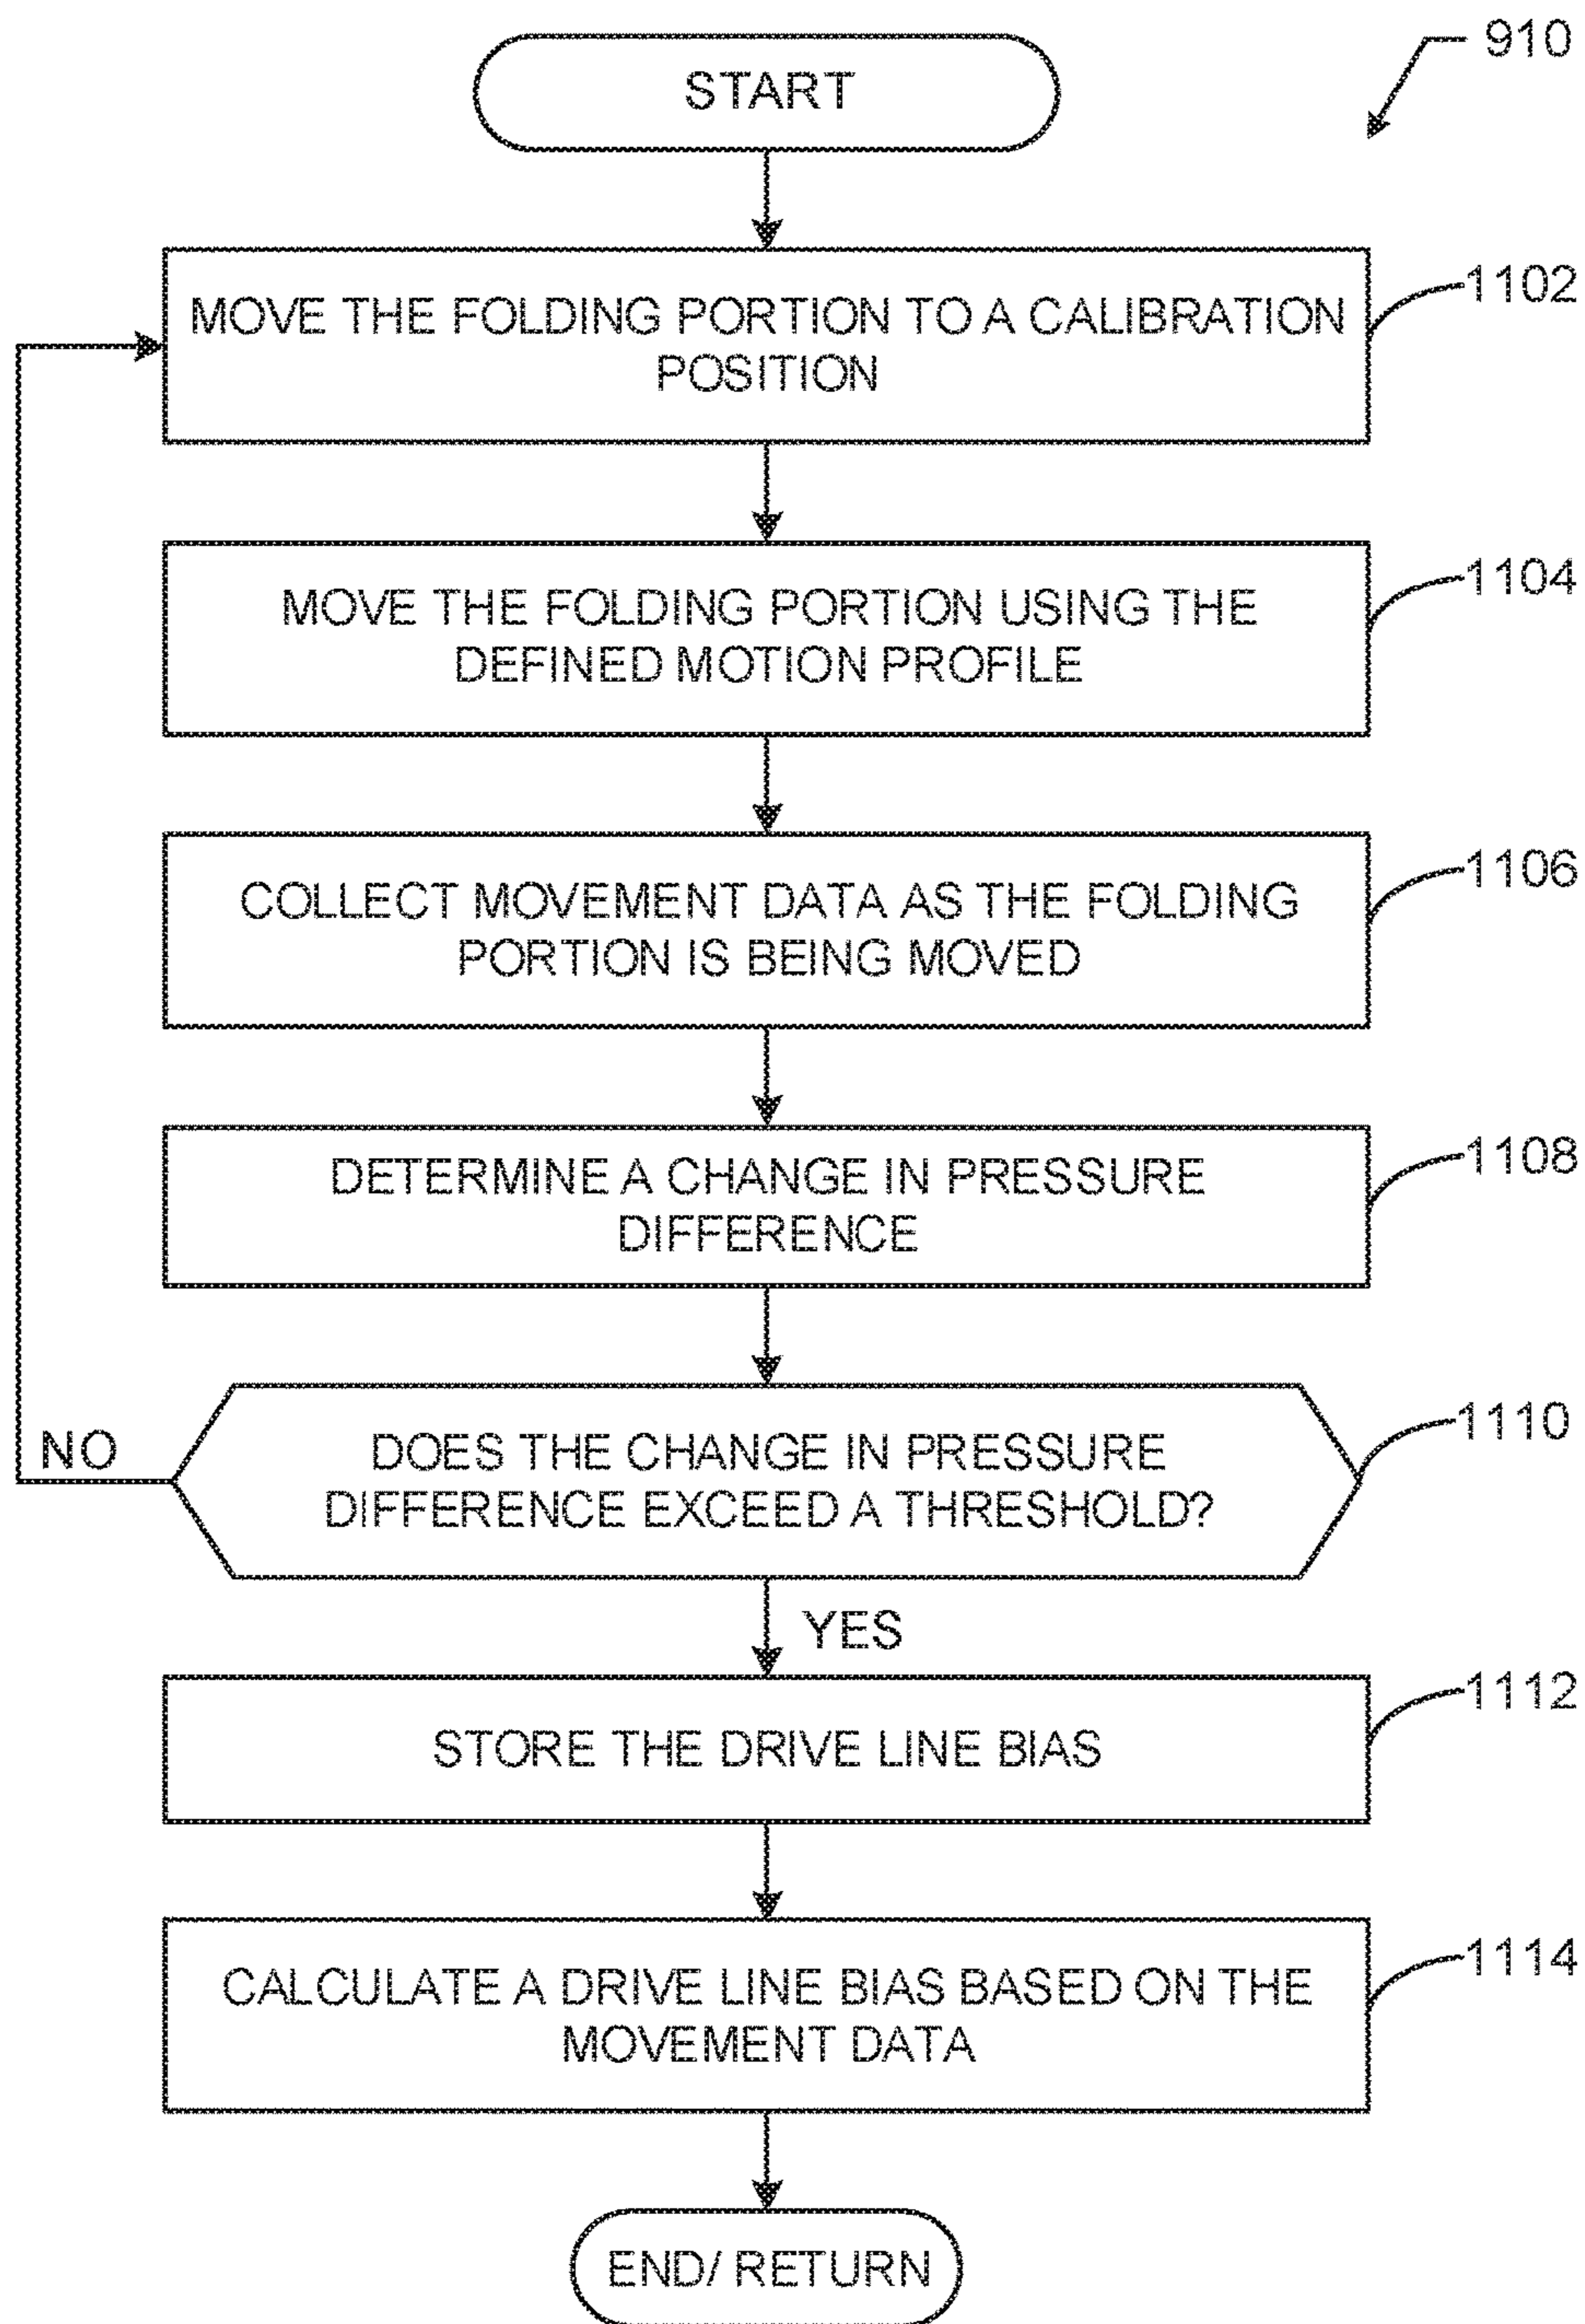 910
START
1102
MOVE THE FOLDING PORTION TO A CALIBRATION
POSITION
1104
MOVE THE FOLDING PORTION USING THE
DEFINED MOTION PROFILE
1106
COLLECT MOVEMENT DATA AS THE FOLDING
PORTION IS BEING MOVED
1108
DETERMINE A CHANGE IN PRESSURE
DIFFERENCE
1110
NO
DOES THE CHANGE IN PRESSURE
DIFFERENCE EXCEED A THRESHOLD?
YES
1112
STORE THE DRIVE LINE BIAS
1114
CALCULATE A DRIVE LINE BIAS BASED ON THE
MOVEMENT DATA
END/ RETURN